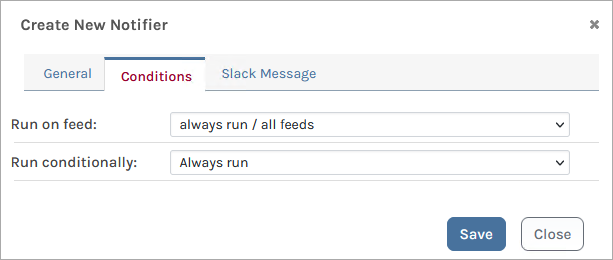 Create New Notifier
General Conditions Slack Message
Run on feed: always run / all feeds
Run conditionally: Always run
Save Close